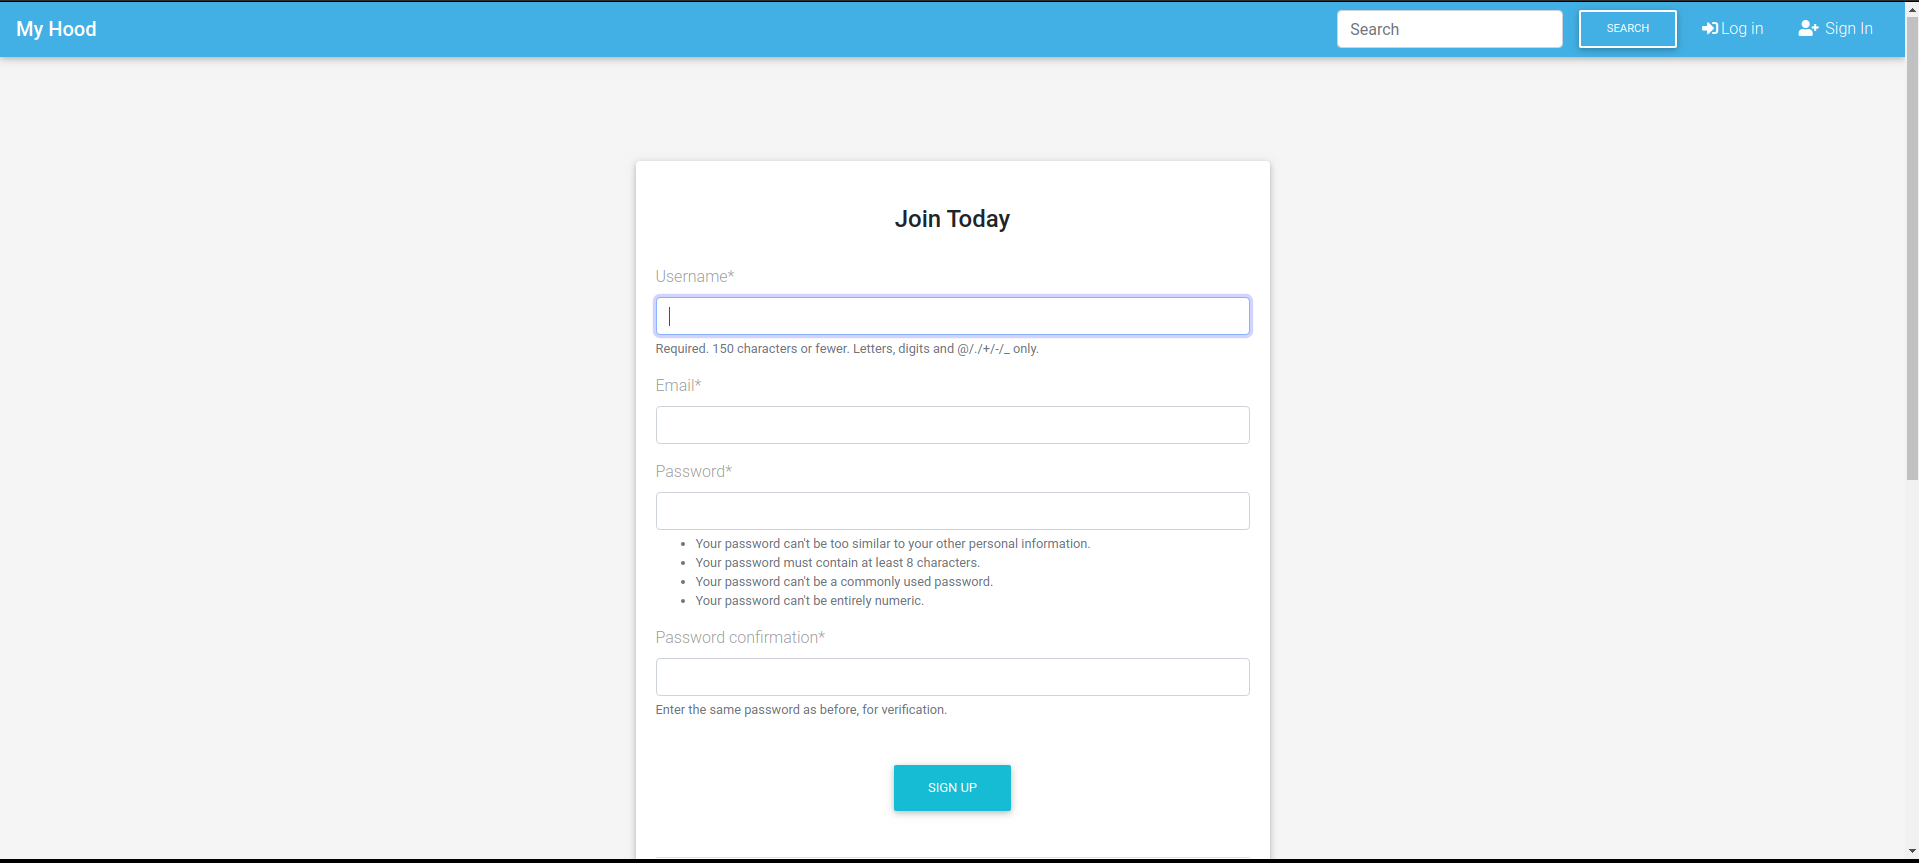 My Hood
Search
SEARCH
Log in
Sign In
Join Today
Username*
Required. 150 characters or fewer. Letters, digits and @/./+/-/_ only.
Email*
Password*
Your password can't be too similar to your other personal information.
Your password must contain at least 8 characters.
Your password can't be a commonly used password.
Your password can't be entirely numeric.
Password confirmation*
Enter the same password as before, for verification.
SIGN UP